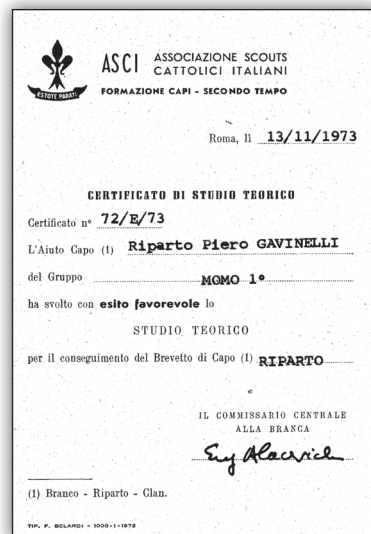 ESTOTE PARATI
ASCI ASSOCIAZIONE SCOUTS
CATTOLICI ITALIANI
FORMAZIONE CAPI - SECONDO TEMPO
Roma, lì 13/11/1973
CERTIFICATO DI STUDIO TEORICO
Certificato nº 72/E/73
L'Aiuto Capo (1) Riparto Piero GAVINELLI
del Gruppo MOMO 1º
ha svolto con esito favorevole lo
STUDIO TEORICO
per il conseguimento del Brevetto di Capo (1) RIPARTO
IL COMMISSARIO CENTRALE
ALLA BRANCA
(1) Branco - Riparto - Clan.
TIP. F. BELARDI - 1000-1-1972